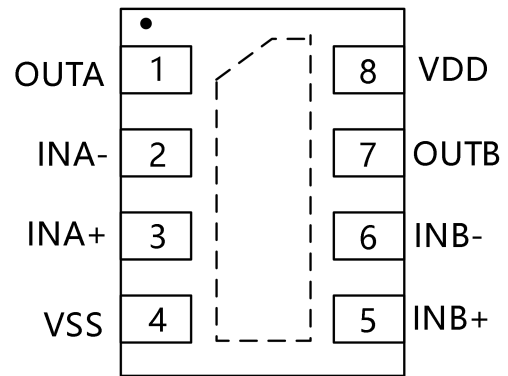 OUTA 1 8 VDD
INA- 2 7 OUTB
INA+ 3 6 INB-
VSS 4 5 INB+